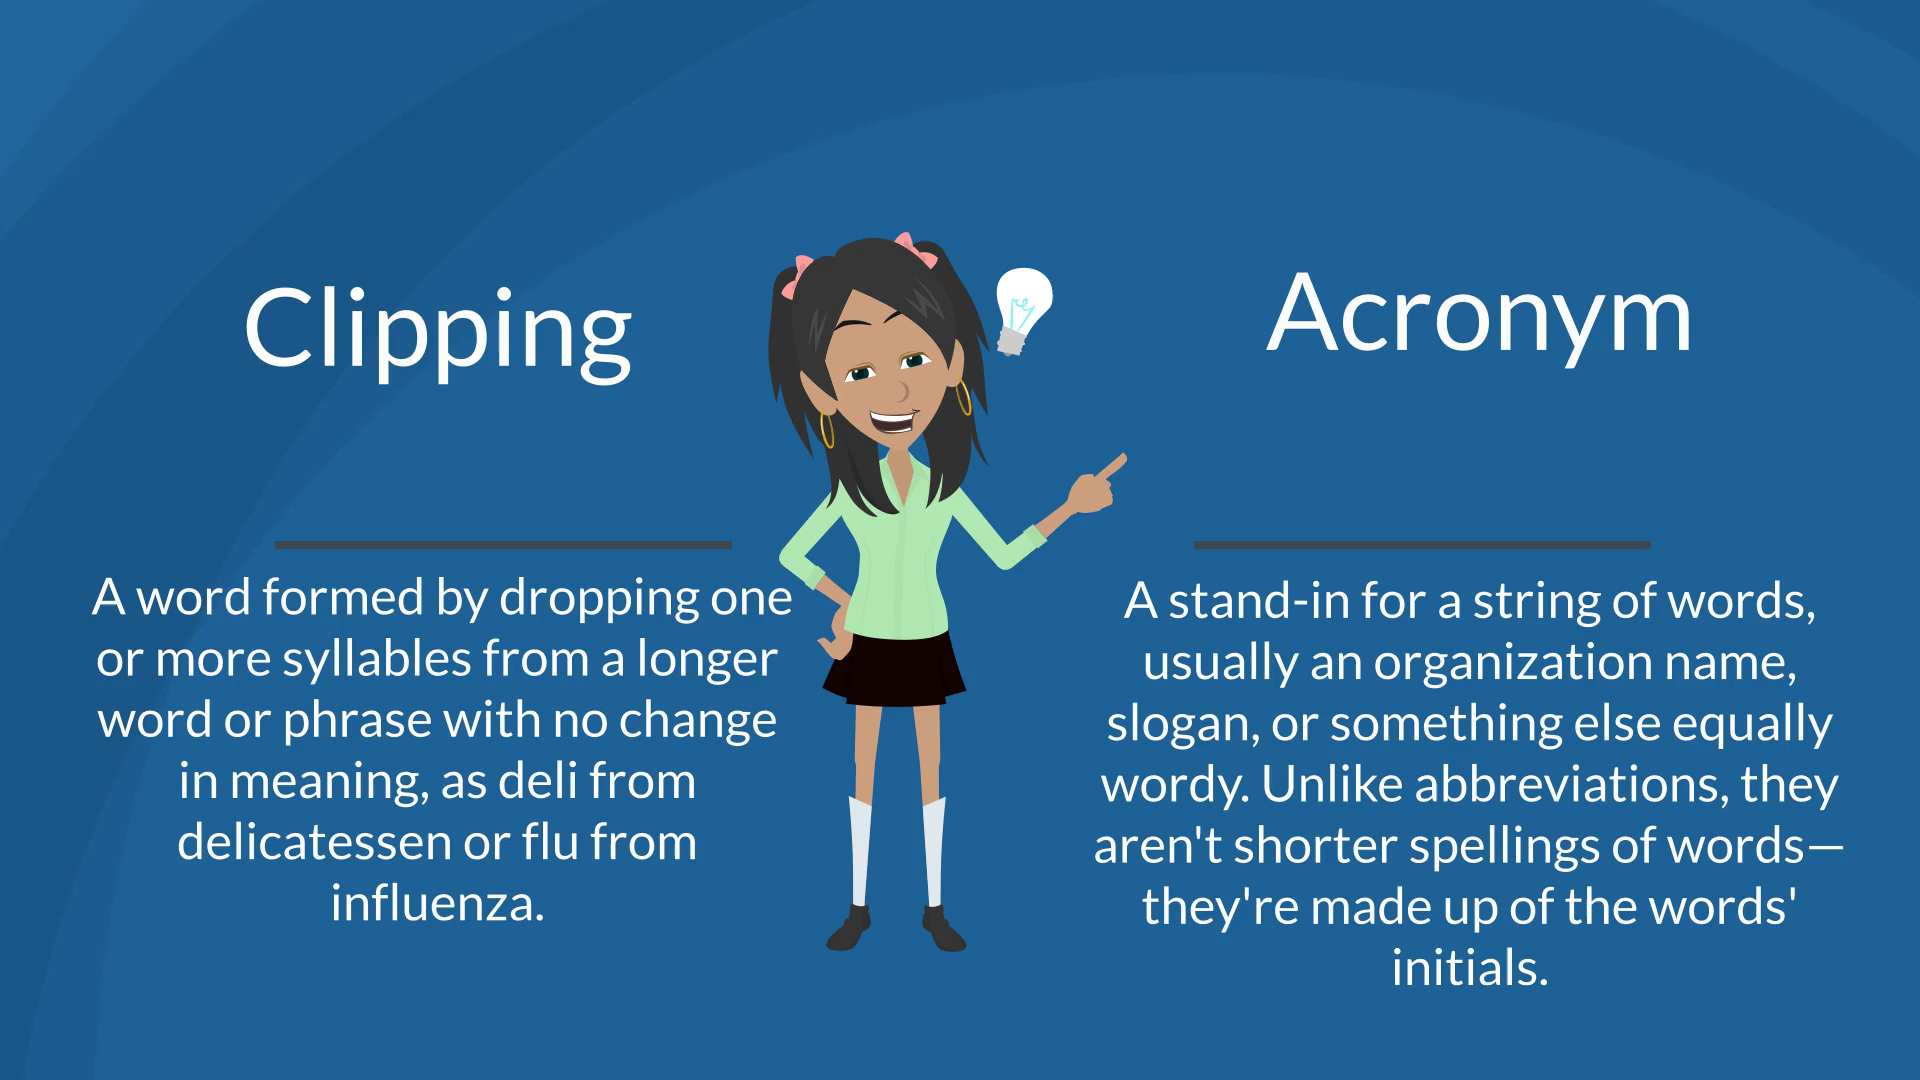 Clipping
A word formed by dropping one
or more syllables from a longer
word or phrase with no change
in meaning, as deli from
delicatessen or flu from
influenza.
Acronym
A stand-in for a string of words,
usually an organization name,
slogan, or something else equally
wordy. Unlike abbreviations, they
aren't shorter spellings of words—
they're made up of the words'
initials.